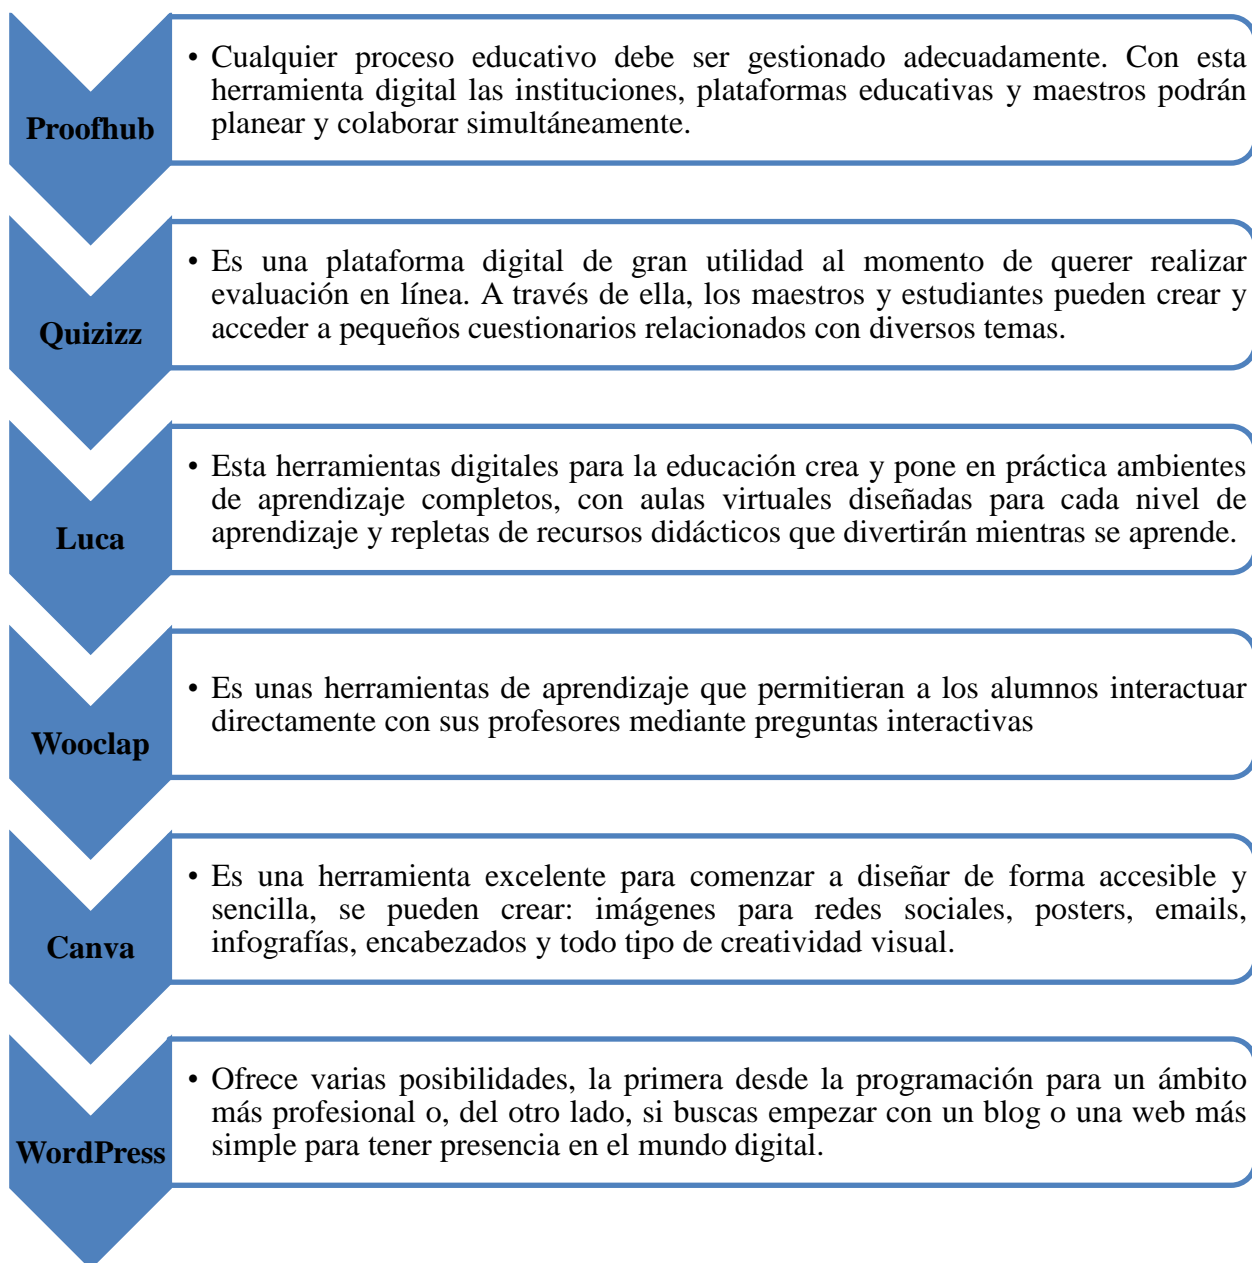 Proofhub
• Cualquier proceso educativo debe ser gestionado adecuadamente. Con esta
herramienta digital las instituciones, plataformas educativas y maestros podrán
planear y colaborar simultáneamente.
Quizizz
• Es una plataforma digital de gran utilidad al momento de querer realizar
evaluación en línea. A través de ella, los maestros y estudiantes pueden crear y
acceder a pequeños cuestionarios relacionados con diversos temas.
Luca
• Esta herramientas digitales para la educación crea y pone en práctica ambientes
de aprendizaje completos, con aulas virtuales diseñadas para cada nivel de
aprendizaje y repletas de recursos didácticos que divertirán mientras se aprende.
Wooclap
• Es unas herramientas de aprendizaje que permitieran a los alumnos interactuar
directamente con sus profesores mediante preguntas interactivas
Canva
• Es una herramienta excelente para comenzar a diseñar de forma accesible y
sencilla, se pueden crear: imágenes para redes sociales, posters, emails,
infografías, encabezados y todo tipo de creatividad visual.
WordPress
• Ofrece varias posibilidades, la primera desde la programación para un ámbito
más profesional o, del otro lado, si buscas empezar con un blog o una web más
simple para tener presencia en el mundo digital.